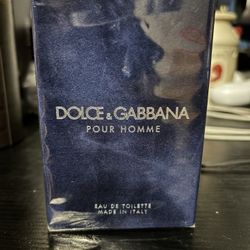 DOLCE & GABBANA
POUR HOMME
EAU DE TOILETTE
MADE IN ITALY